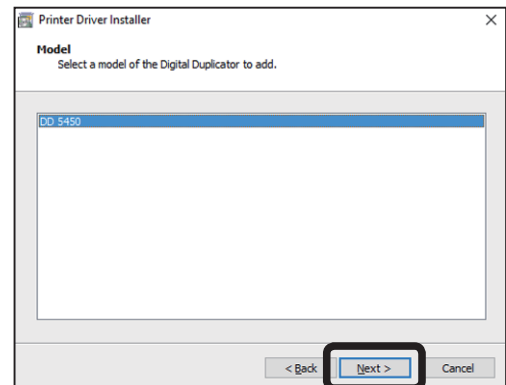 Printer Driver Installer
Model
Select a model of the Digital Duplicator to add.
DD 5450
< Back Next > Cancel